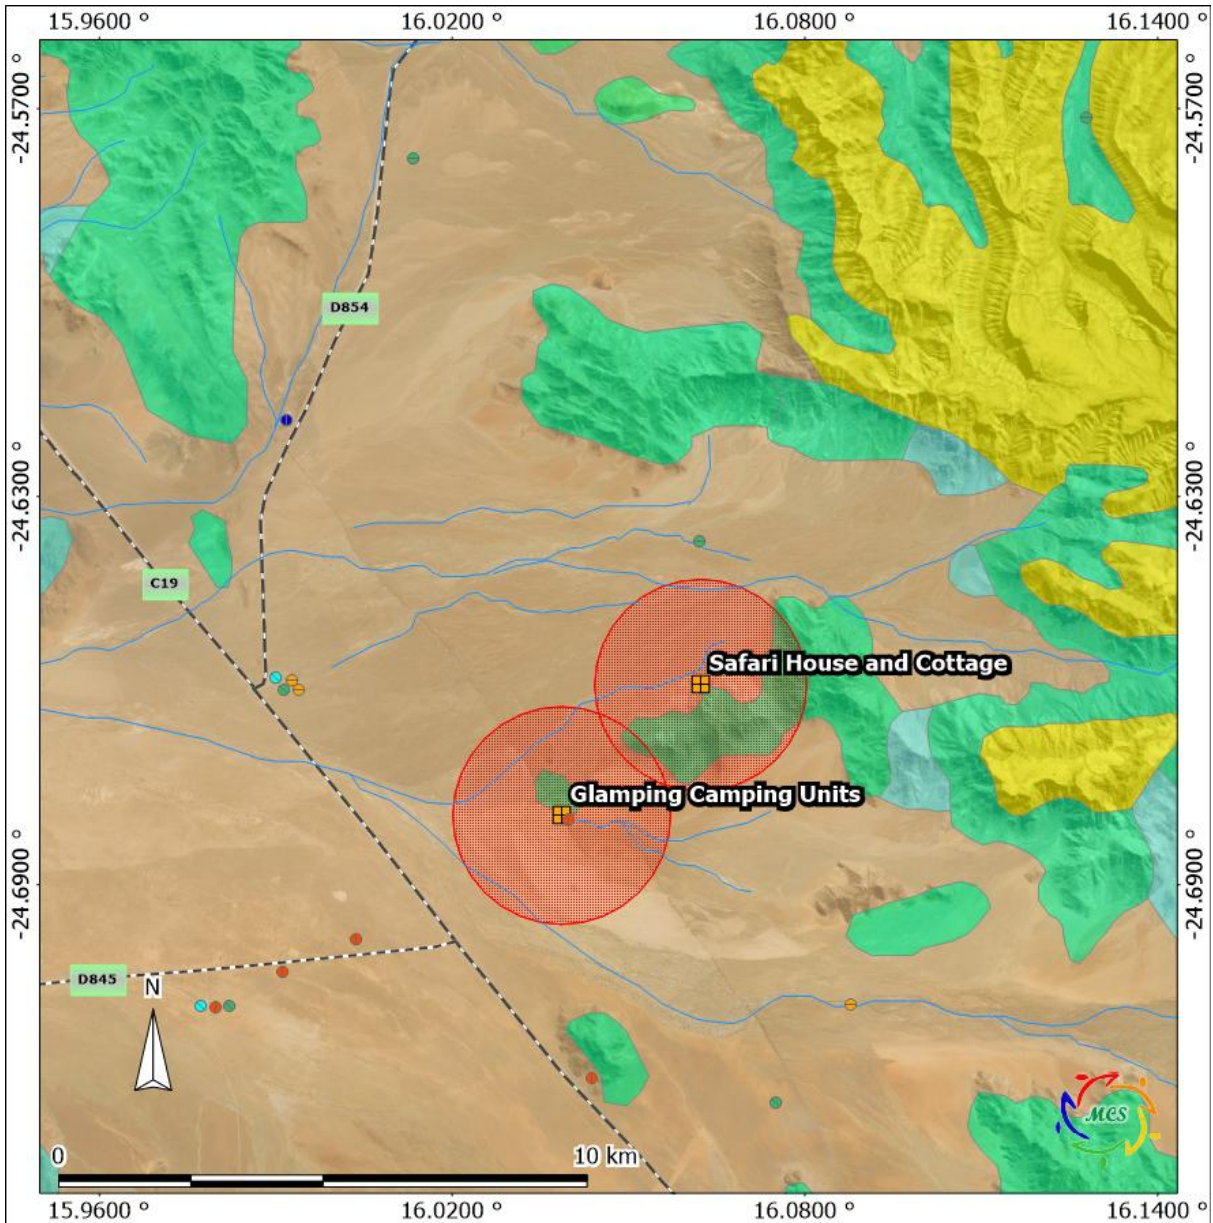 15.9600 ° 16.0200 ° 16.0800 ° 16.1400 °
-24.5700 °
-24.5700 °
D854
-24.6300 °
-24.6300 °
C19
Safari House and Cottage
Glamping Camping Units
-24.6900 °
-24.6900 °
D845
N
MCS
0 10 km
15.9600 ° 16.0200 ° 16.0800 ° 16.1400 °